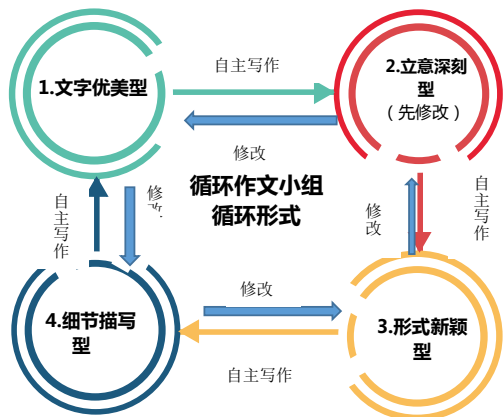 1.文字优美型
自主写作
2.立意深刻
型
（先修改）
修改
循环作文小组
循环形式
自主写作
修改
修改
自主写作
4.细节描写
型
修改
3.形式新颖
型
自主写作